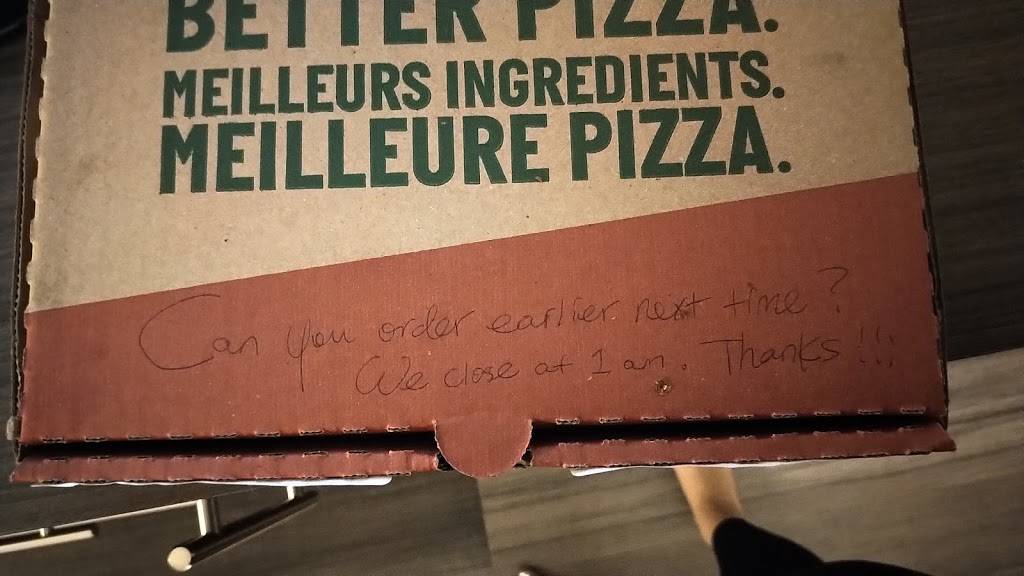 BETTER PIZZA.
MEILLEURS INGREDIENTS.
MEILLEURE PIZZA.
Can you order earlier next time?
We close at 1 am. Thanks!!!